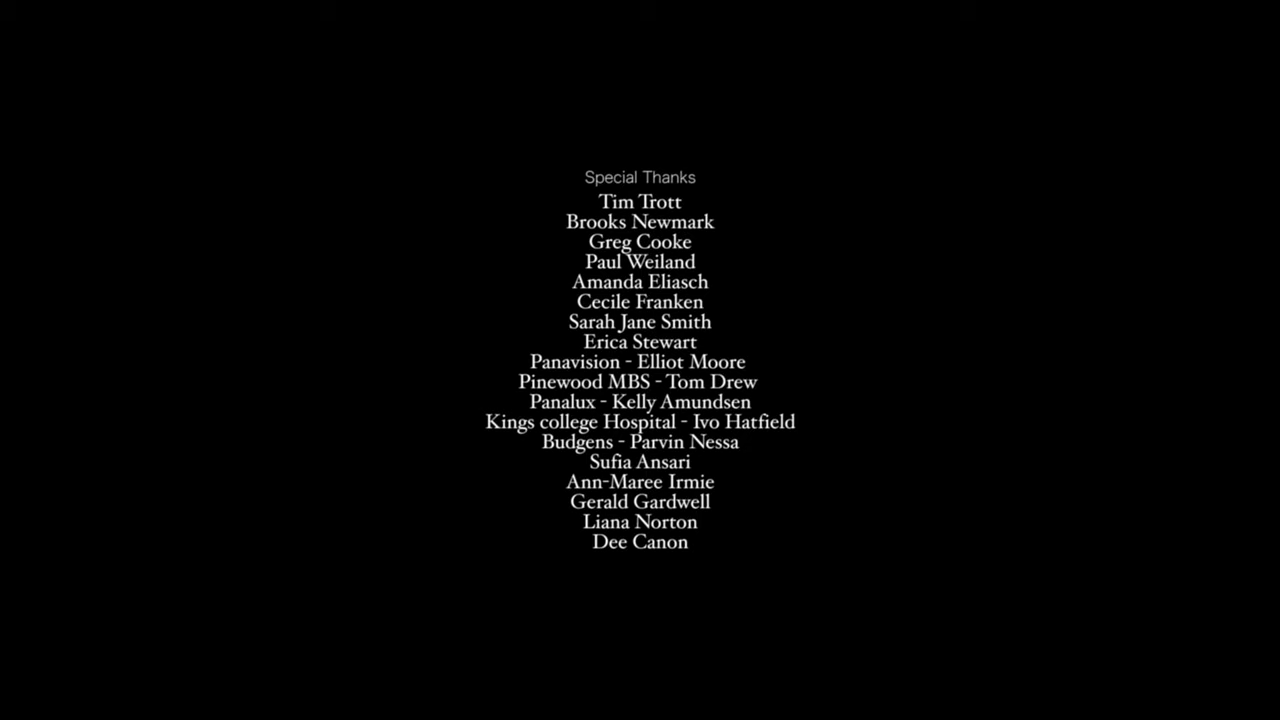 Special Thanks
Tim Trott
Brooks Newmark
Greg Cooke
Paul Weiland
Amanda Eliasch
Cecile Franken
Sarah Jane Smith
Erica Stewart
Panavision - Elliot Moore
Pinewood MBS - Tom Drew
Panalux - Kelly Amundsen
Kings college Hospital - Ivo Hatfield
Budgens - Parvin Nessa
Sufia Ansari
Ann-Maree Irmie
Gerald Gardwell
Liana Norton
Dee Canon